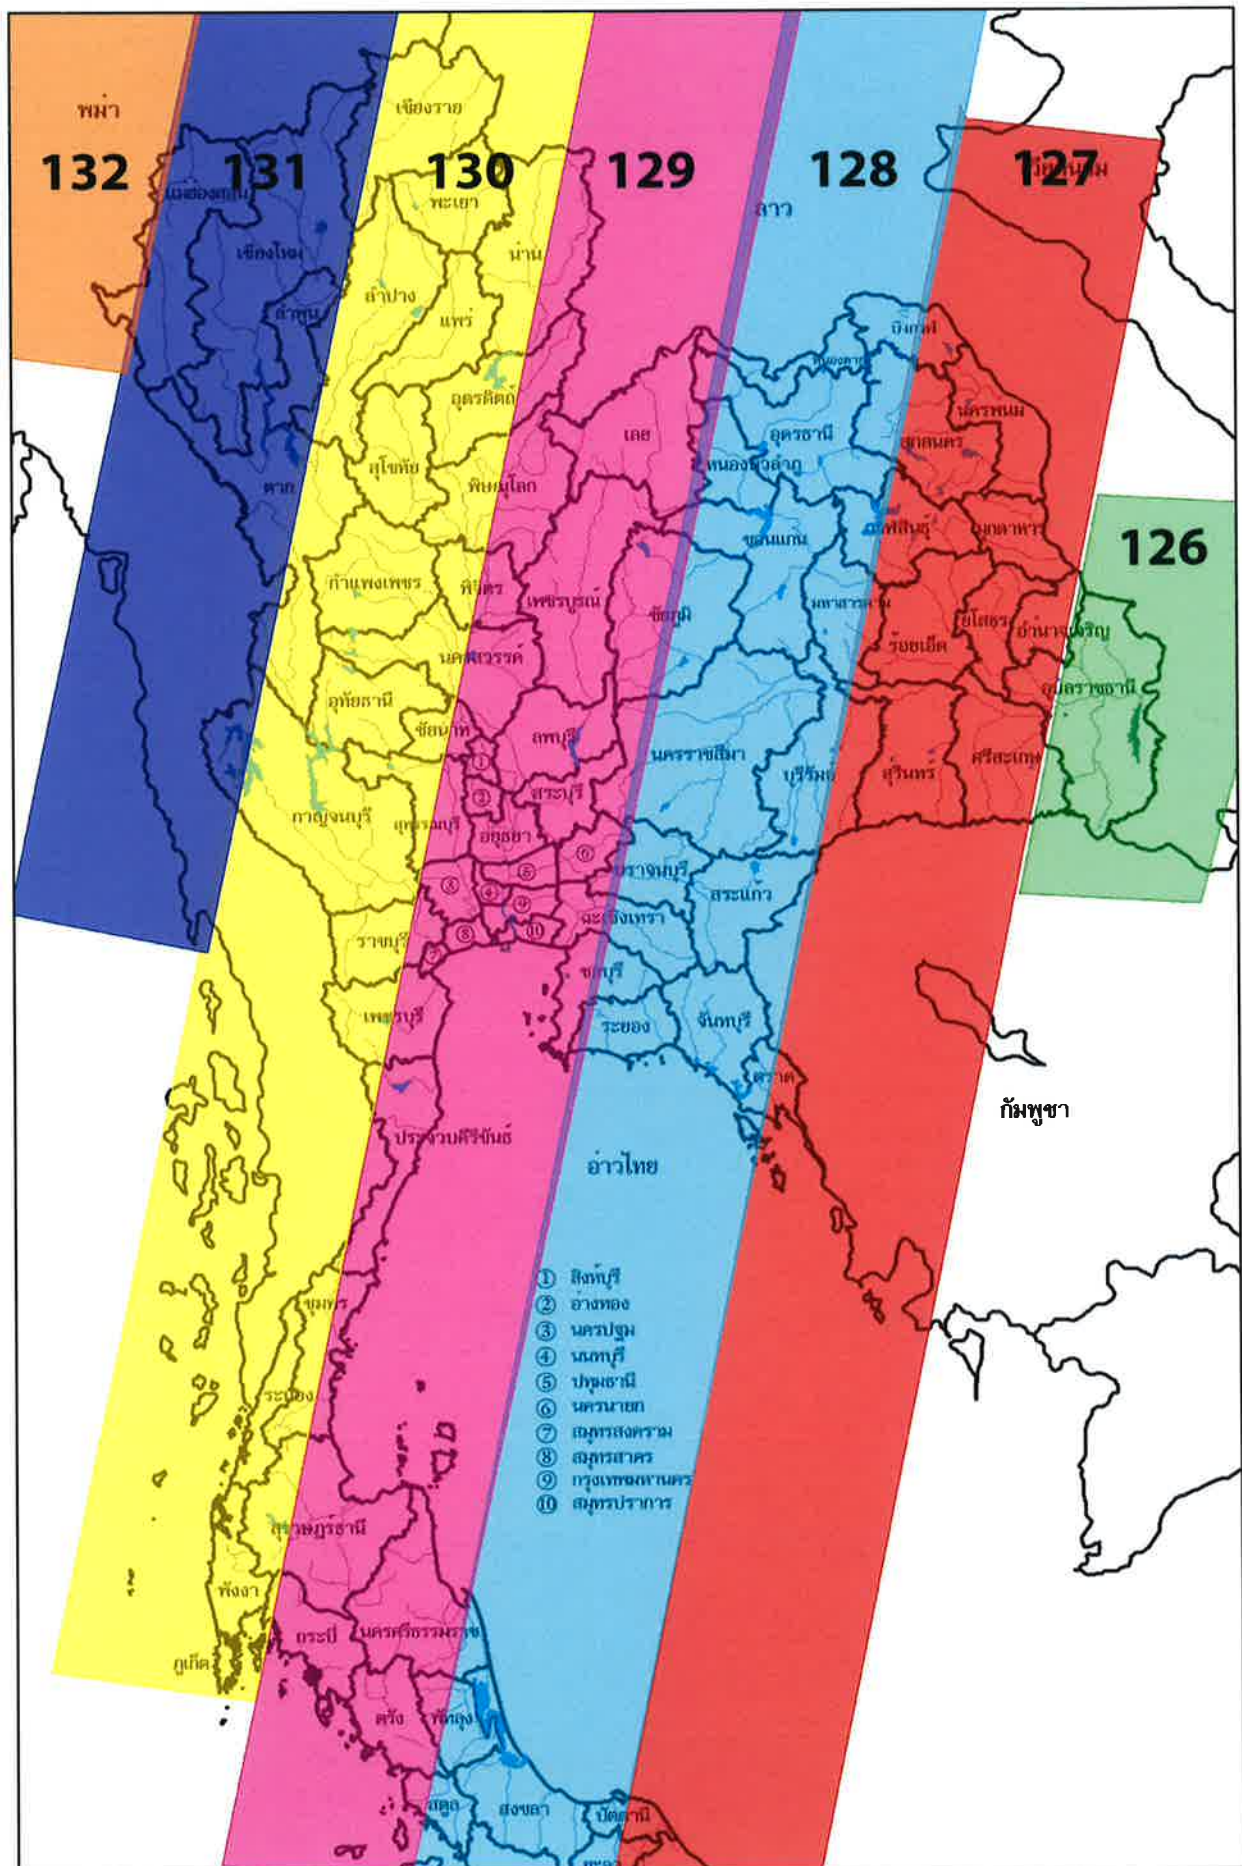 พม่า
เชียงราย
132
131
130
129
128
127
แม่ฮ่องสอน
พะเยา
ลาว
เชียงใหม่
น่าน
ลำปาง
ลำพูน
แพร่
บึงกาฬ
หนองคาย
อุตรดิตถ์
นครพนม
เลย
อุดรธานี
สกลนคร
สุโขทัย
หนองบัวลำภู
ตาก
พิษณุโลก
ขอนแก่น
กาฬสินธุ์
มุกดาหาร
126
กำแพงเพชร
พิจิตร
เพชรบูรณ์
ชัยภูมิ
มหาสารคาม
ยโสธร
อำนาจเจริญ
ร้อยเอ็ด
นครสวรรค์
อุบลราชธานี
อุทัยธานี
ชัยนาท
ลพบุรี
นครราชสีมา
บุรีรัมย์
สุรินทร์
ศรีสะเกษ
①
②
สระบุรี
กาญจนบุรี
สุพรรณบุรี
อยุธยา
⑥
ปราจีนบุรี
⑤
③
④
สระแก้ว
⑨
ฉะเชิงเทรา
⑧
⑩
ราชบุรี
⑦
ชลบุรี
เพชรบุรี
ระยอง
จันทบุรี
ตราด
กัมพูชา
ประจวบคีรีขันธ์
อ่าวไทย
① สิงห์บุรี
② อ่างทอง
③ นครปฐม
④ นนทบุรี
⑤ ปทุมธานี
⑥ นครนายก
⑦ สมุทรสงคราม
⑧ สมุทรสาคร
⑨ กรุงเทพมหานคร
⑩ สมุทรปราการ
ชุมพร
ระนอง
สุราษฎร์ธานี
พังงา
กระบี่
นครศรีธรรมราช
ภูเก็ต
ตรัง
พัทลุง
สตูล
สงขลา
ปัตตานี